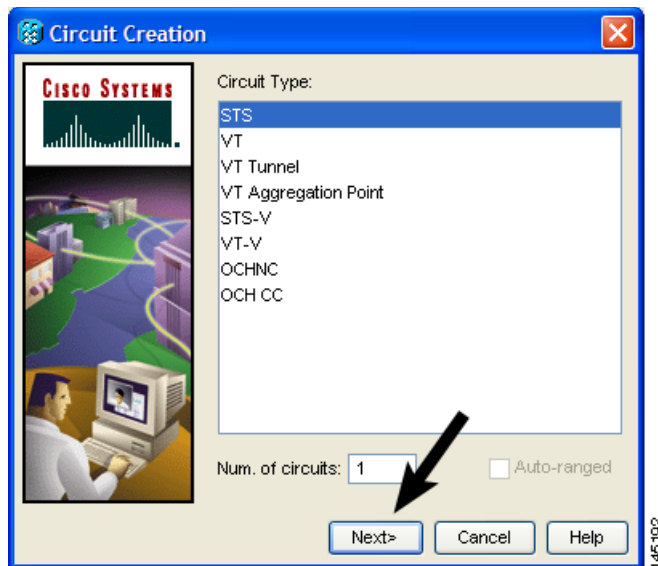 Circuit Creation
CISCO SYSTEMS
Circuit Type:
STS
VT
VT Tunnel
VT Aggregation Point
STS-V
VT-V
OCHNC
OCH CC
Num. of circuits: 1
Auto-ranged
Next>
Cancel
Help
145192